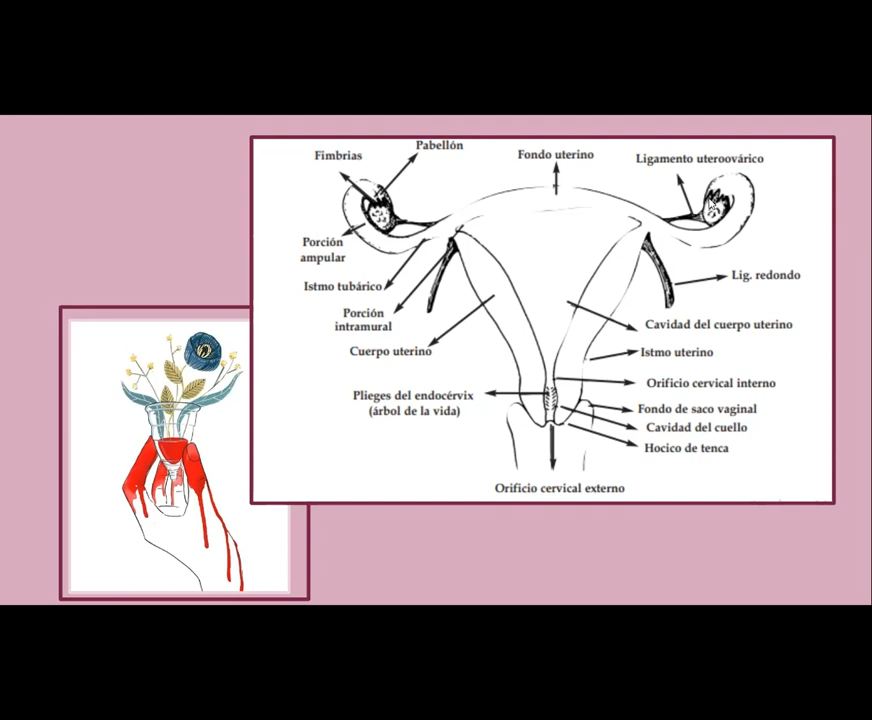 Pabellón
Fimbrias
Fondo uterino
Ligamento uteroovárico
Porción
ampular
Lig. redondo
Istmo tubárico
Porción
intramural
Cavidad del cuerpo uterino
Cuerpo uterino
Istmo uterino
Orificio cervical interno
Plieges del endocérvix
(árbol de la vida)
Fondo de saco vaginal
Cavidad del cuello
Hocico de tenca
Orificio cervical externo